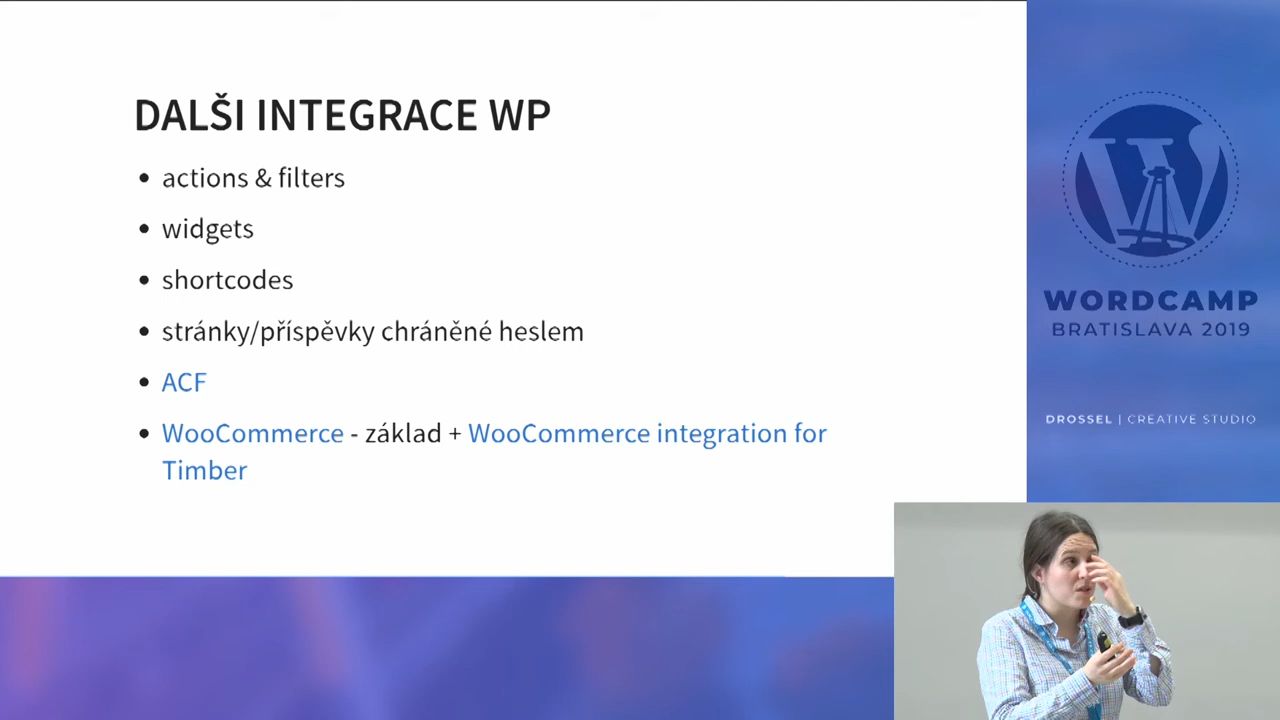 DALŠI INTEGRACE WP
actions & filters
widgets
shortcodes
stránky/příspěvky chráněné heslem
ACF
WooCommerce - základ + WooCommerce integration for
Timber
WORDCAMP
BRATISLAVA 2019
DROSSEL | CREATIVE STUDIO